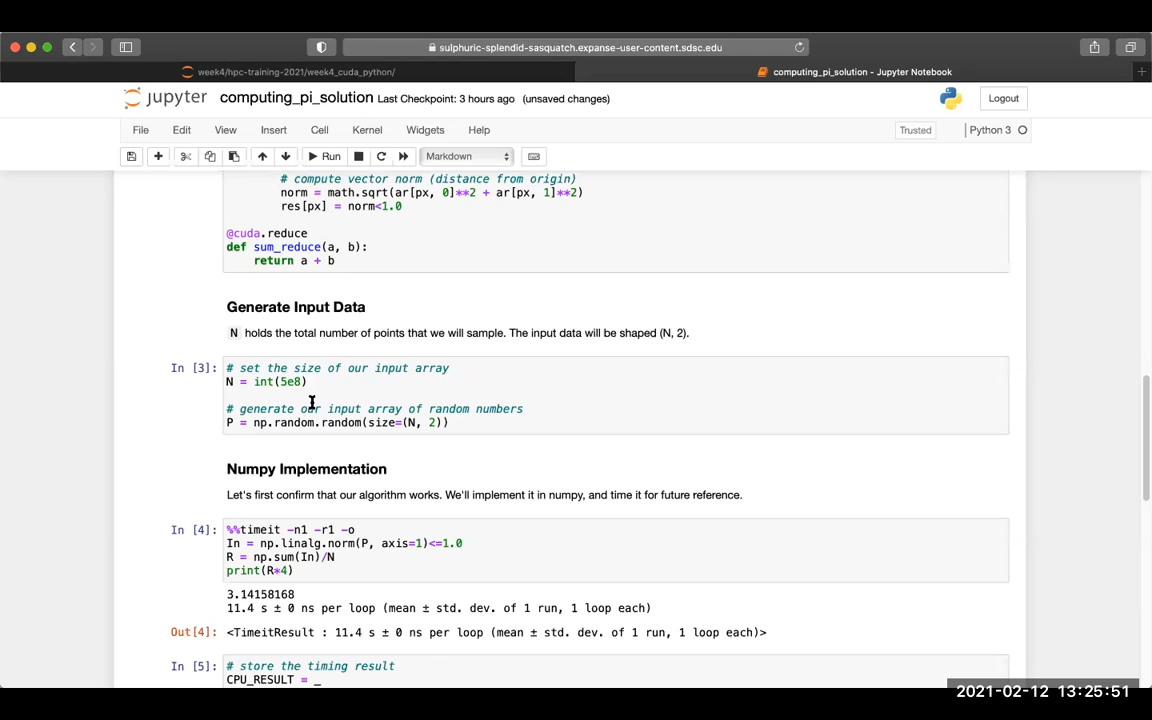 sulphuric-splendid-sasquatch.expanse-user-content.sdsc.edu
week4/hpc-training-2021/week4_cuda_python/
computing_pi_solution - Jupyter Notebook
jupyter computing_pi_solution Last Checkpoint: 3 hours ago (unsaved changes)
Logout
File Edit View Insert Cell Kernel Widgets Help
Trusted
Python 3
Run
Markdown
# compute vector norm (distance from origin)
norm = math.sqrt(ar[px, 0]**2 + ar[px, 1]**2)
res[px] = norm<1.0
@cuda.reduce
def sum_reduce(a, b):
return a + b
Generate Input Data
N holds the total number of points that we will sample. The input data will be shaped (N, 2).
In [3]: # set the size of our input array
N = int(5e8)
# generate our input array of random numbers
P = np.random.random(size=(N, 2))
Numpy Implementation
Let's first confirm that our algorithm works. We'll implement it in numpy, and time it for future reference.
In [4]: %%timeit -n1 -r1 -o
In = np.linalg.norm(P, axis=1)<=1.0
R = np.sum(In)/N
print(R*4)
3.14158168
11.4 s ± 0 ns per loop (mean ± std. dev. of 1 run, 1 loop each)
Out[4]: <TimeitResult : 11.4 s ± 0 ns per loop (mean ± std. dev. of 1 run, 1 loop each)>
In [5]: # store the timing result
CPU_RESULT = _
2021-02-12 13:25:51